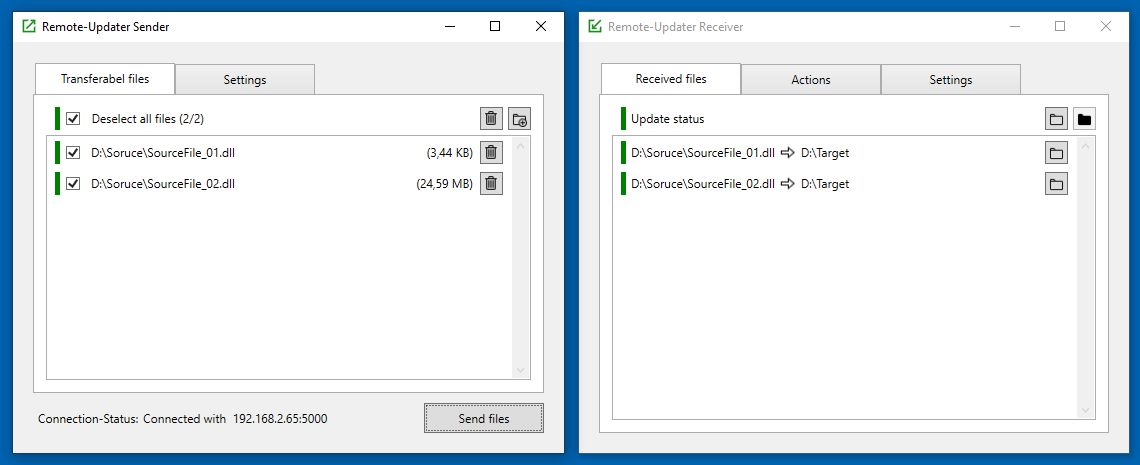 Remote-Updater Sender
Transferabel files
Settings
Deselect all files (2/2)
D:\Soruce\SourceFile_01.dll (3,44 KB)
D:\Soruce\SourceFile_02.dll (24,59 MB)
Connection-Status: Connected with 192.168.2.65:5000
Send files
Remote-Updater Receiver
Received files
Actions
Settings
Update status
D:\Soruce\SourceFile_01.dll ⇨ D:\Target
D:\Soruce\SourceFile_02.dll ⇨ D:\Target